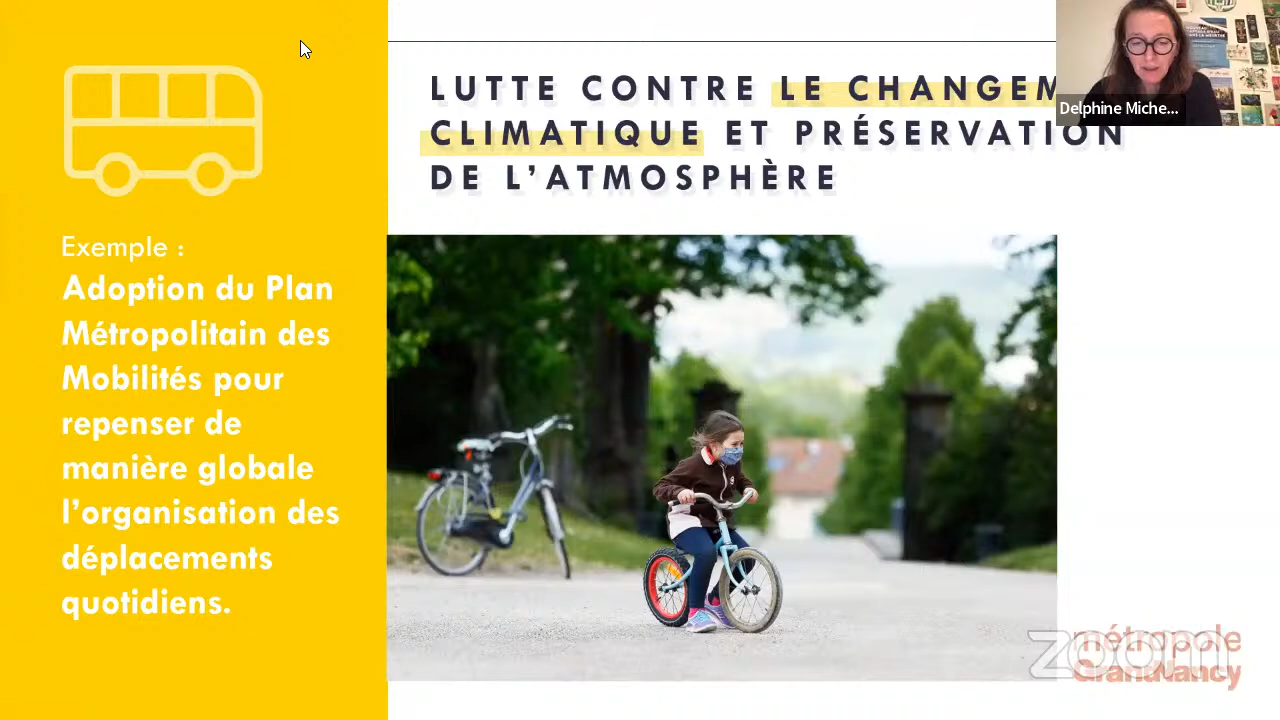 LUTTE CONTRE LE CHANGEM
CLIMATIQUE ET PRÉSERVATION
DE L'ATMOSPHÈRE
Delphine Miche...
Exemple :
Adoption du Plan
Métropolitain des
Mobilités pour
repenser de
manière globale
l'organisation des
déplacements
quotidiens.
métropole
GrandNancy
zoom